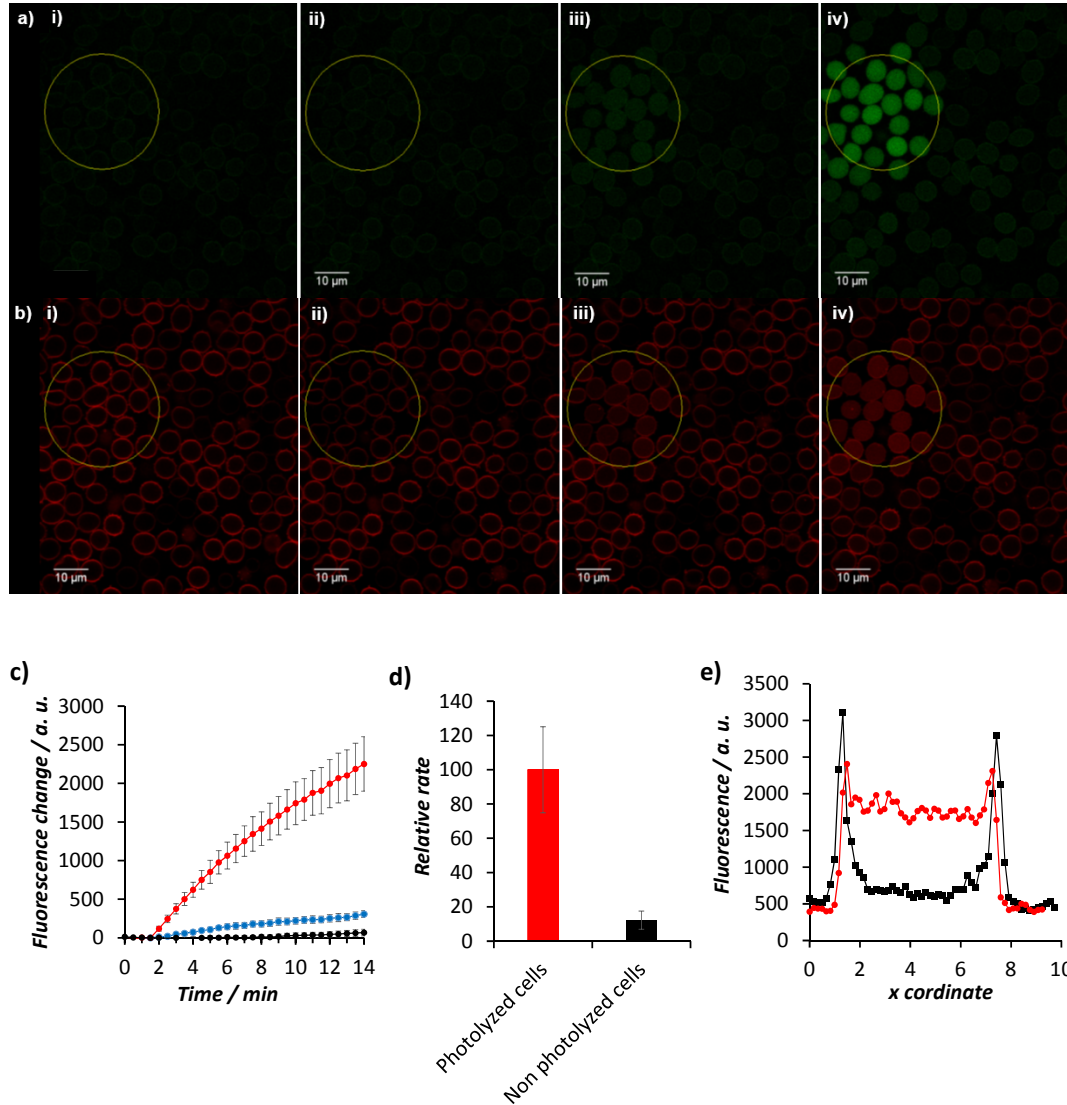 a) i) ii) iii) iv)
10 µm 10 µm 10 µm
b) i) ii) iii) iv)
10 µm 10 µm 10 µm 10 µm
c)
3000
2500
2000
1500
1000
500
0
Fluorescence change / a. u.
0 2 4 6 8 10 12 14
Time / min
d)
140
120
100
80
60
40
20
0
Relative rate
Photolyzed cells
Non photolyzed cells
e)
3500
3000
2500
2000
1500
1000
500
0
Fluorescence / a. u.
0 2 4 6 8 10
x cordinate